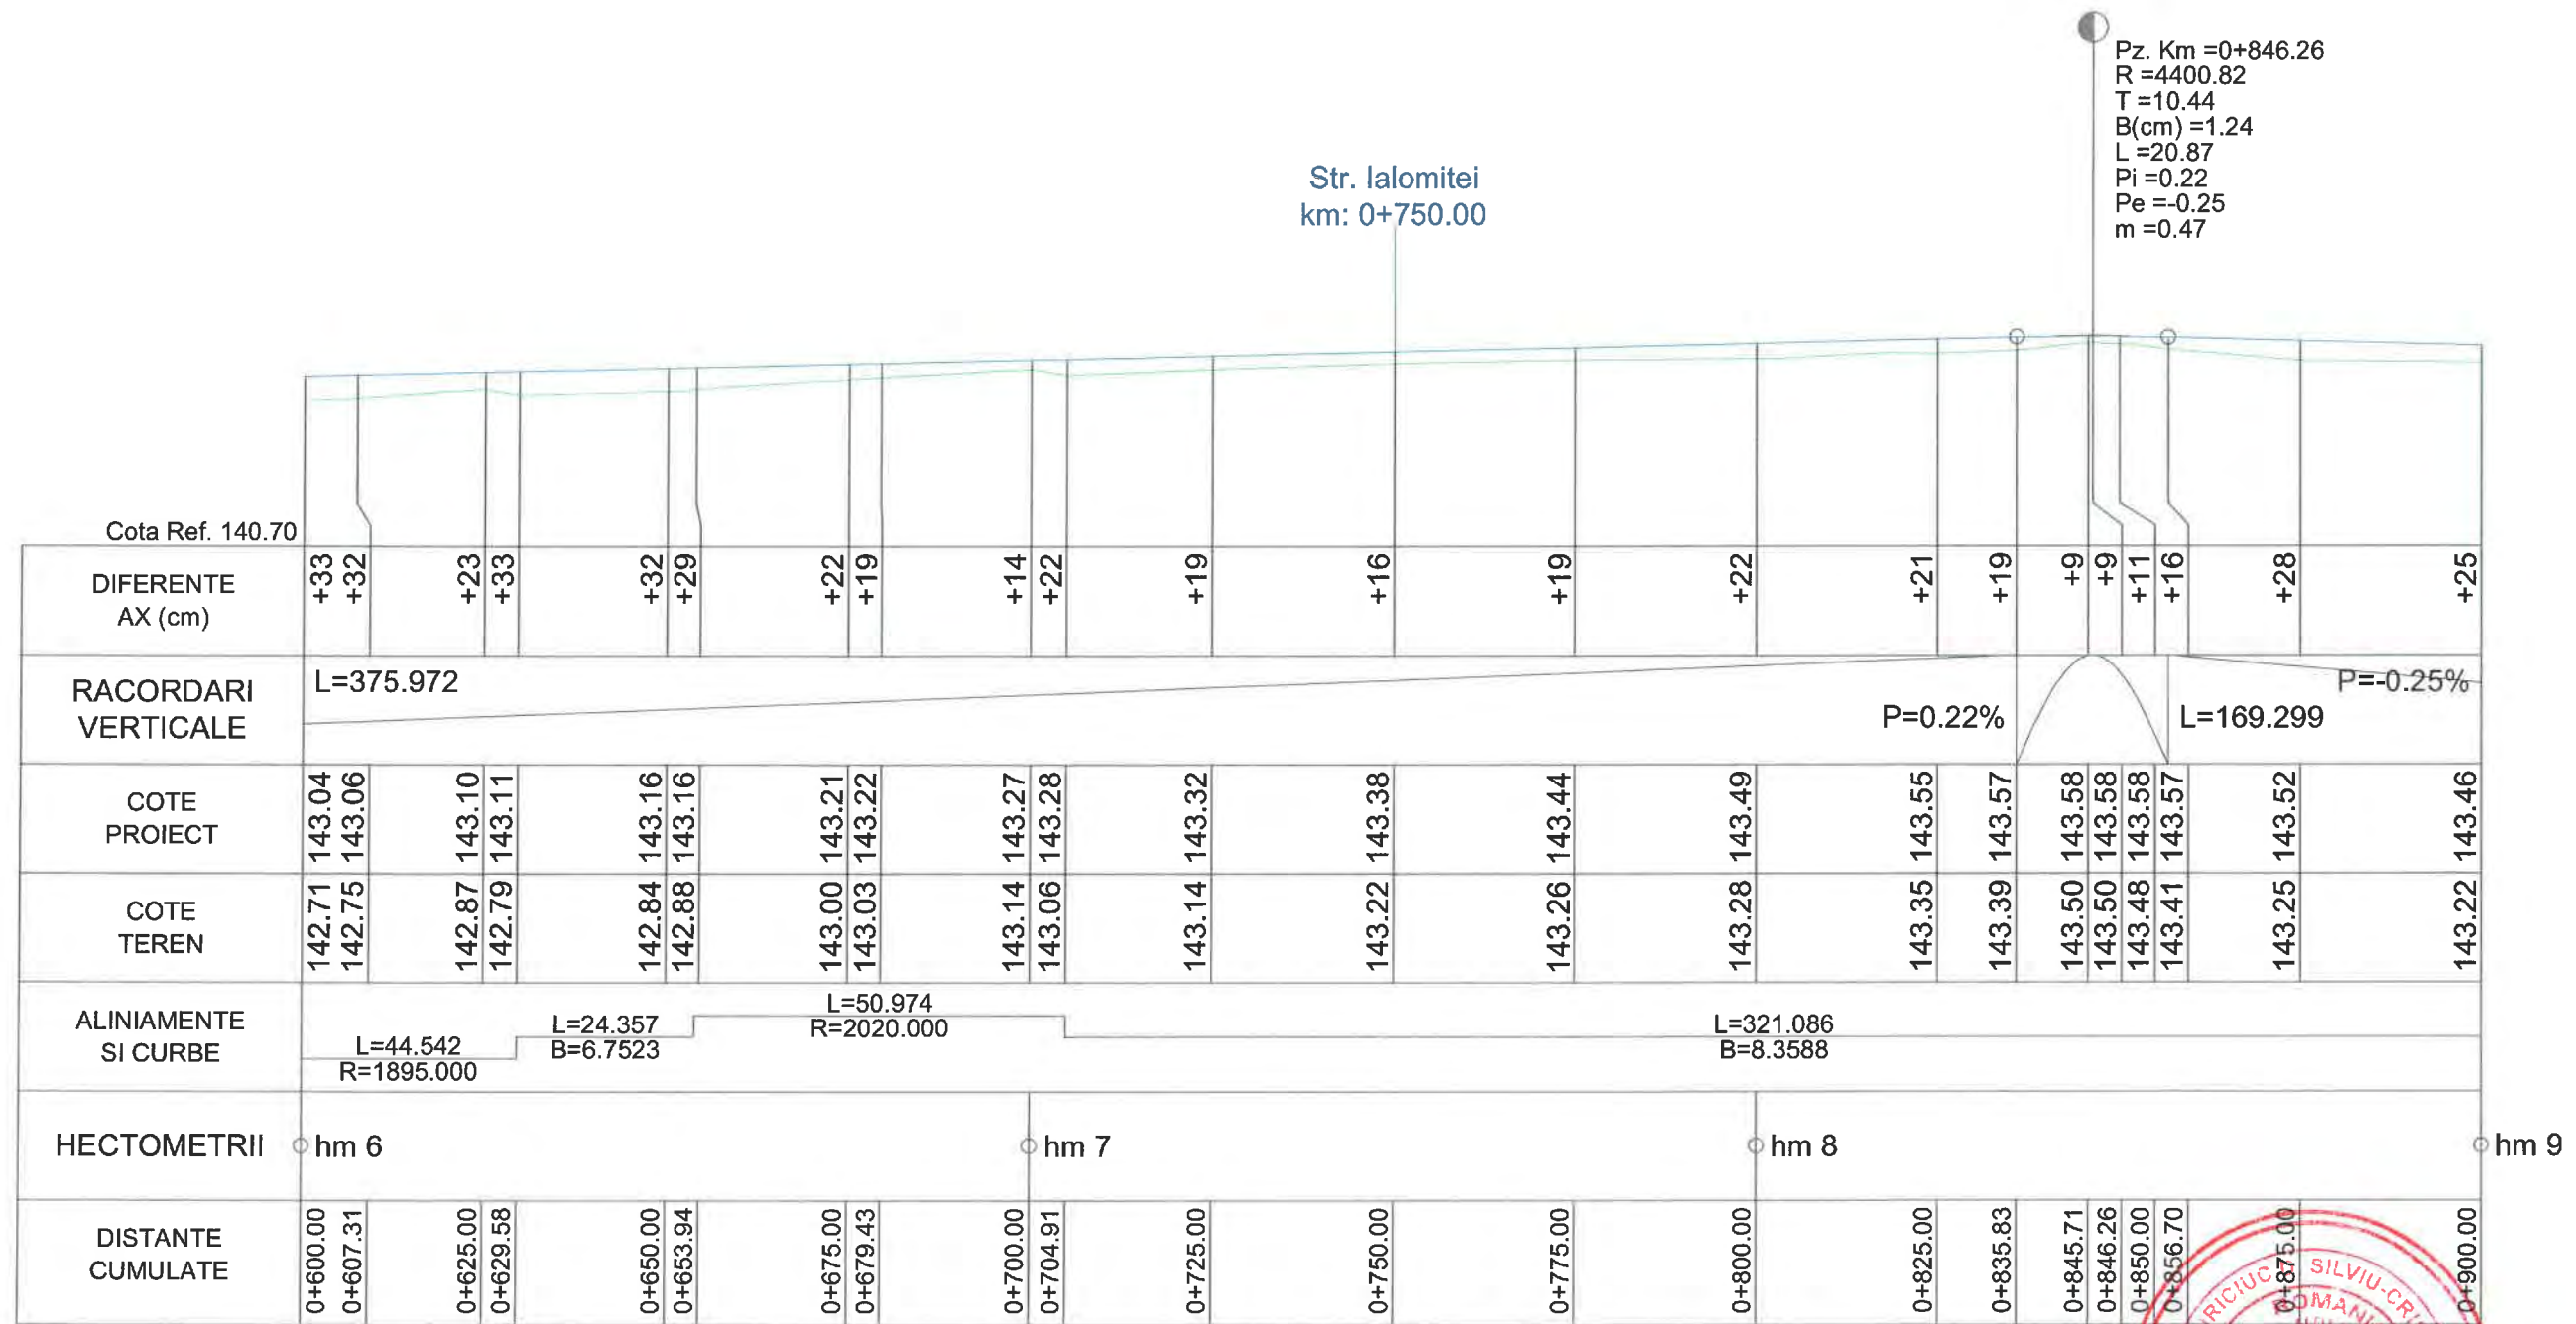 Pz. Km =0+846.26
R =4400.82
T =10.44
B(cm) =1.24
L =20.87
Pi =0.22
Pe =-0.25
m =0.47
Str. Ialomitei
km: 0+750.00
Cota Ref. 140.70
DIFERENTE
AX (cm)
+33 +32 +23 +33 +32 +29 +22 +19 +14 +22 +19 +16 +19 +22 +21 +19 +9 +9 +11 +16 +28 +25
RACORDARI
VERTICALE
L=375.972
P=0.22%
L=169.299
P=-0.25%
COTE
PROIECT
143.04 143.06 143.10 143.11 143.16 143.16 143.21 143.22 143.27 143.28 143.32 143.38 143.44 143.49 143.55 143.57 143.58 143.58 143.58 143.57 143.52 143.46
COTE
TEREN
142.71 142.75 142.87 142.79 142.84 142.88 143.00 143.03 143.14 143.06 143.14 143.22 143.26 143.28 143.35 143.39 143.50 143.50 143.48 143.41 143.25 143.22
ALINIAMENTE
SI CURBE
L=44.542
R=1895.000
L=24.357
B=6.7523
L=50.974
R=2020.000
L=321.086
B=8.3588
HECTOMETRII
hm 6
hm 7
hm 8
hm 9
DISTANTE
CUMULATE
0+600.00 0+607.31 0+625.00 0+629.58 0+650.00 0+653.94 0+675.00 0+679.43 0+700.00 0+704.91 0+725.00 0+750.00 0+775.00 0+800.00 0+825.00 0+835.83 0+845.71 0+846.26 0+850.00 0+856.70 0+875.00 0+900.00
SILVIU-CRI
ROMANI